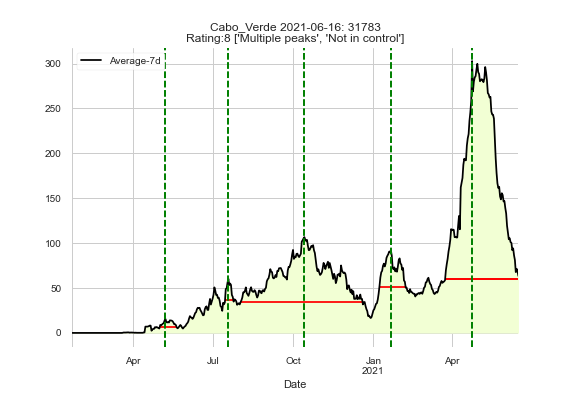 Cabo_Verde 2021-06-16: 31783
Rating:8 ['Multiple peaks', 'Not in control']
Average-7d
300
250
200
150
100
50
0
Apr Jul Oct Jan Apr
2021
Date